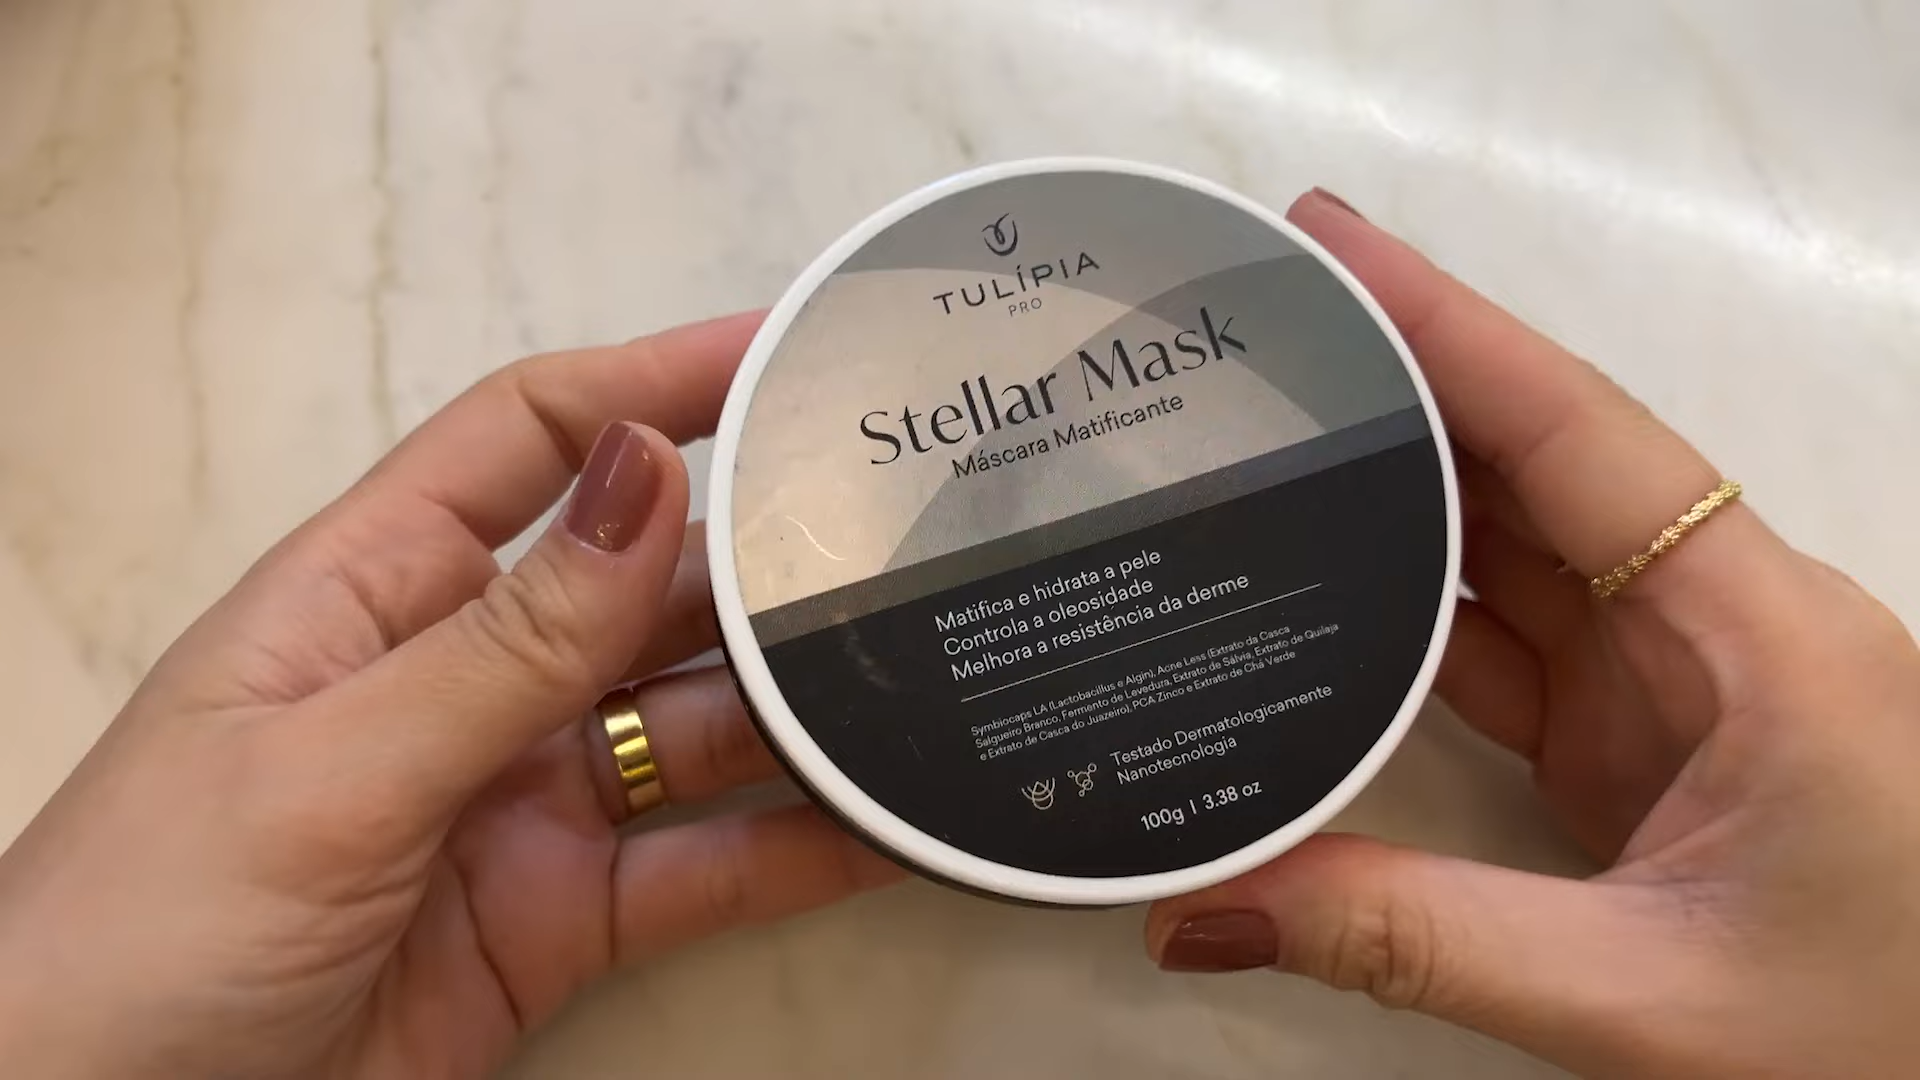 TULÍPIA
PRO
Stellar Mask
Máscara Matificante
Matifica e hidrata a pele
Controla a oleosidade
Melhora a resistência da derme
Symbiocaps LA (Lactobacillus e Algin), Acne Less (Extrato da Casca
Salgueiro Branco, Fermento de Levedura, Extrato de Sálvia, Extrato de Quilaja
e Extrato de Casca do Juazeiro), PCA Zinco e Extrato de Chá Verde
Testado Dermatologicamente
Nanotecnologia
100g | 3.38 oz